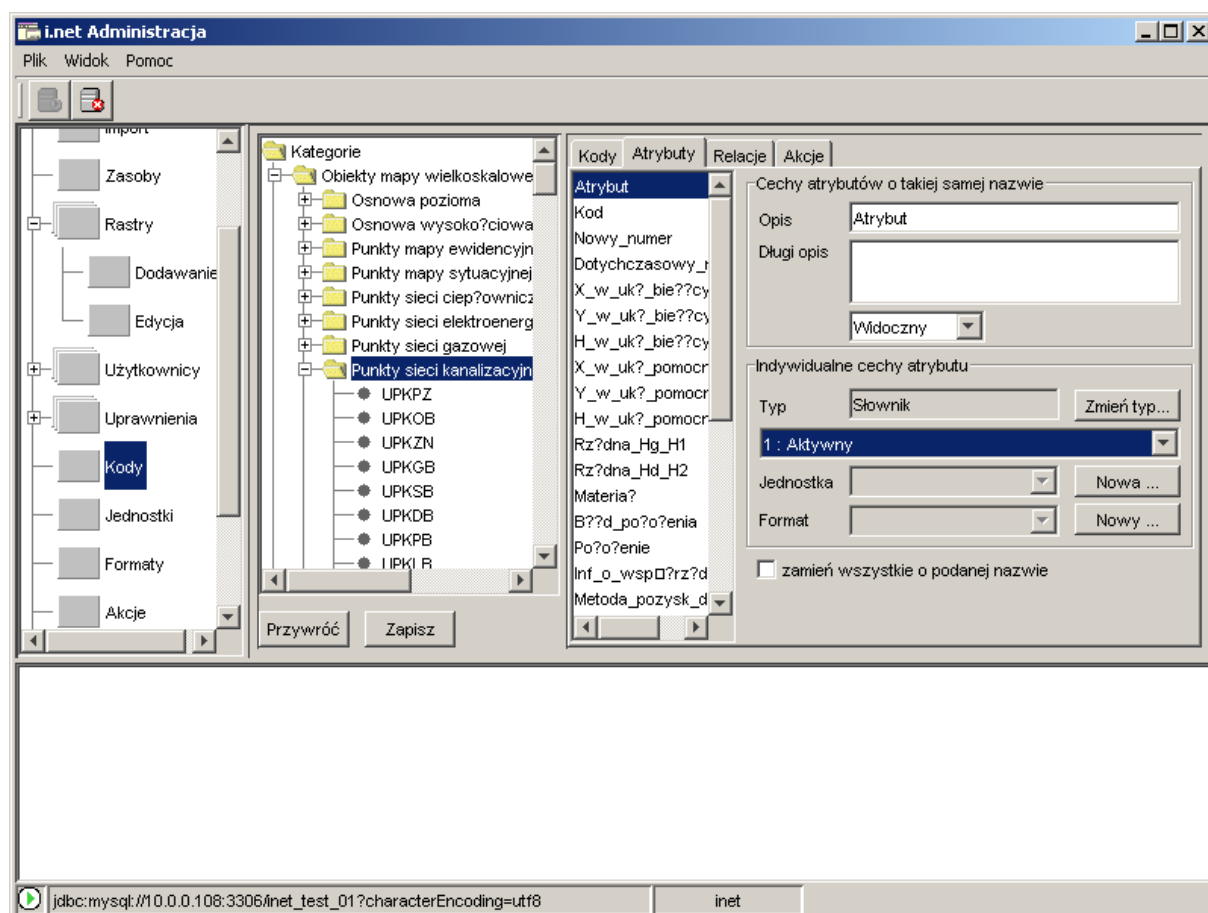 i.net Administracja
Plik Widok Pomoc
Import
Zasoby
Rastry
Dodawanie
Edycja
Użytkownicy
Uprawnienia
Kody
Jednostki
Formaty
Akcje
Kategorie
Obiekty mapy wielkoskalowe
Osnowa pozioma
Osnowa wysoko?ciowa
Punkty mapy ewidencyjn
Punkty mapy sytuacyjnej
Punkty sieci ciep?ownicz
Punkty sieci elektroenerg
Punkty sieci gazowej
Punkty sieci kanalizacyjn
UPKPZ
UPKOB
UPKZN
UPKGB
UPKSB
UPKDB
UPKPB
UPKLB
Przywróć Zapisz
Kody Atrybuty Relacje Akcje
Atrybut
Kod
Nowy_numer
Dotychczasowy_r
X_w_uk?_bie??cy
Y_w_uk?_bie??cy
H_w_uk?_bie??cy
X_w_uk?_pomocr
Y_w_uk?_pomocr
H_w_uk?_pomocr
Rz?dna_Hg_H1
Rz?dna_Hd_H2
Materia?
B??d_po?o?enia
Po?o?enie
Inf_o_wsp□?rz?d
Metoda_pozysk_d
Cechy atrybutów o takiej samej nazwie
Opis Atrybut
Długi opis
Widoczny
Indywidualne cechy atrybutu
Typ Słownik Zmień typ...
1 : Aktywny
Jednostka Nowa ...
Format Nowy ...
zamień wszystkie o podanej nazwie
jdbc:mysql://10.0.0.108:3306/inet_test_01?characterEncoding=utf8 inet